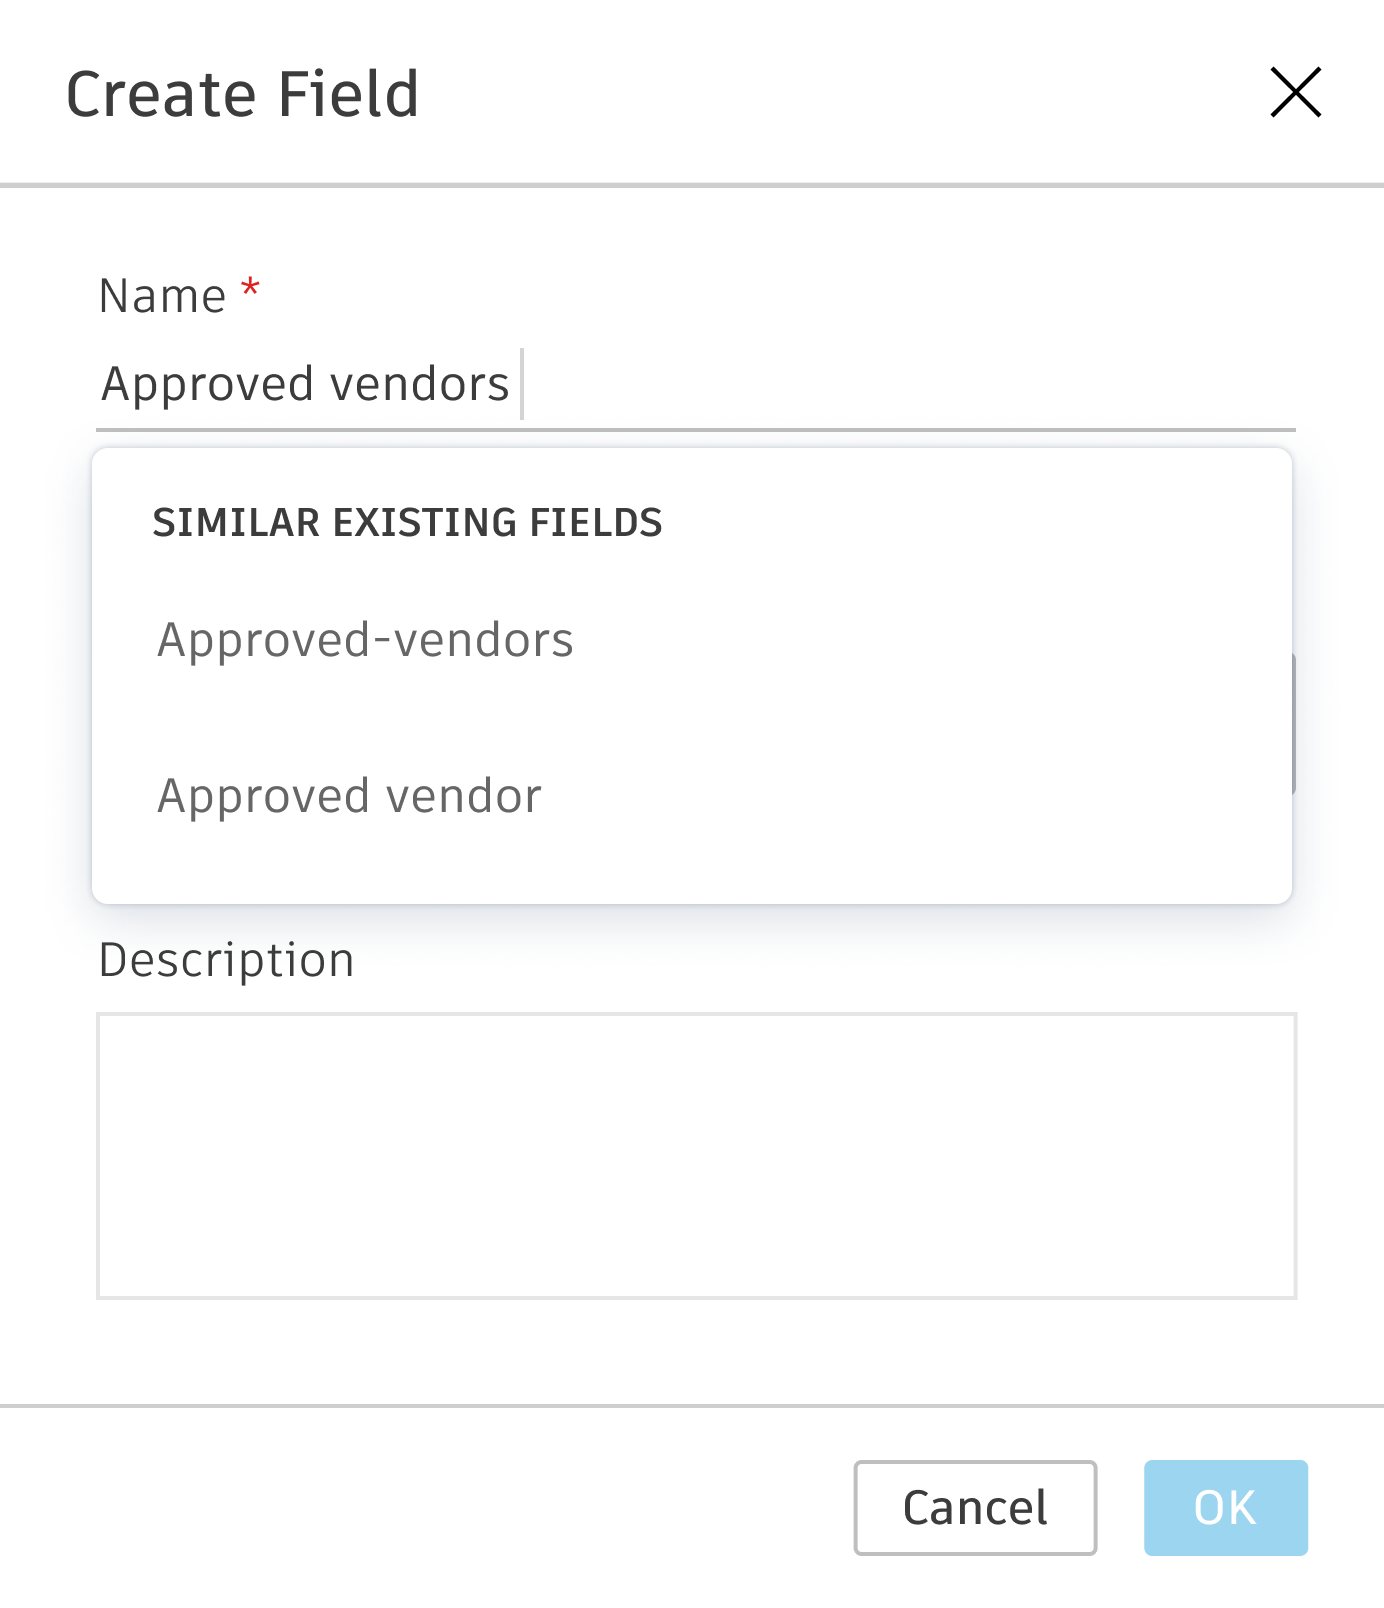 Create Field
Name *
Approved vendors
SIMILAR EXISTING FIELDS
Approved-vendors
Approved vendor
Description
Cancel
OK